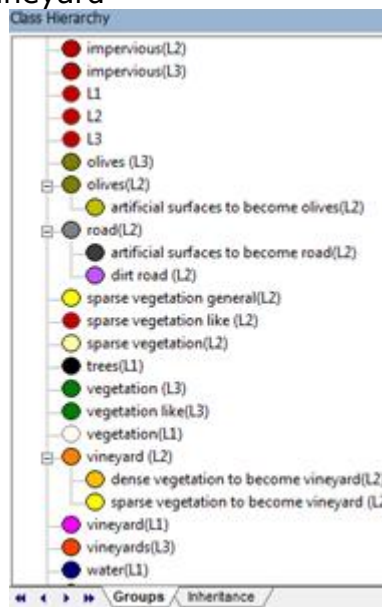 Class Hierarchy
impervious(L2)
impervious(L3)
L1
L2
L3
olives (L3)
olives(L2)
artificial surfaces to become olives(L2)
road(L2)
artificial surfaces to become road(L2)
dirt road (L2)
sparse vegetation general(L2)
sparse vegetation like (L2)
sparse vegetation(L2)
trees(L1)
vegetation (L3)
vegetation like(L3)
vegetation(L1)
vineyard (L2)
dense vegetation to become vineyard(L2
sparse vegetation to become vineyard (L2
vineyard(L1)
vineyards(L3)
water(L1)
Groups Inheritance